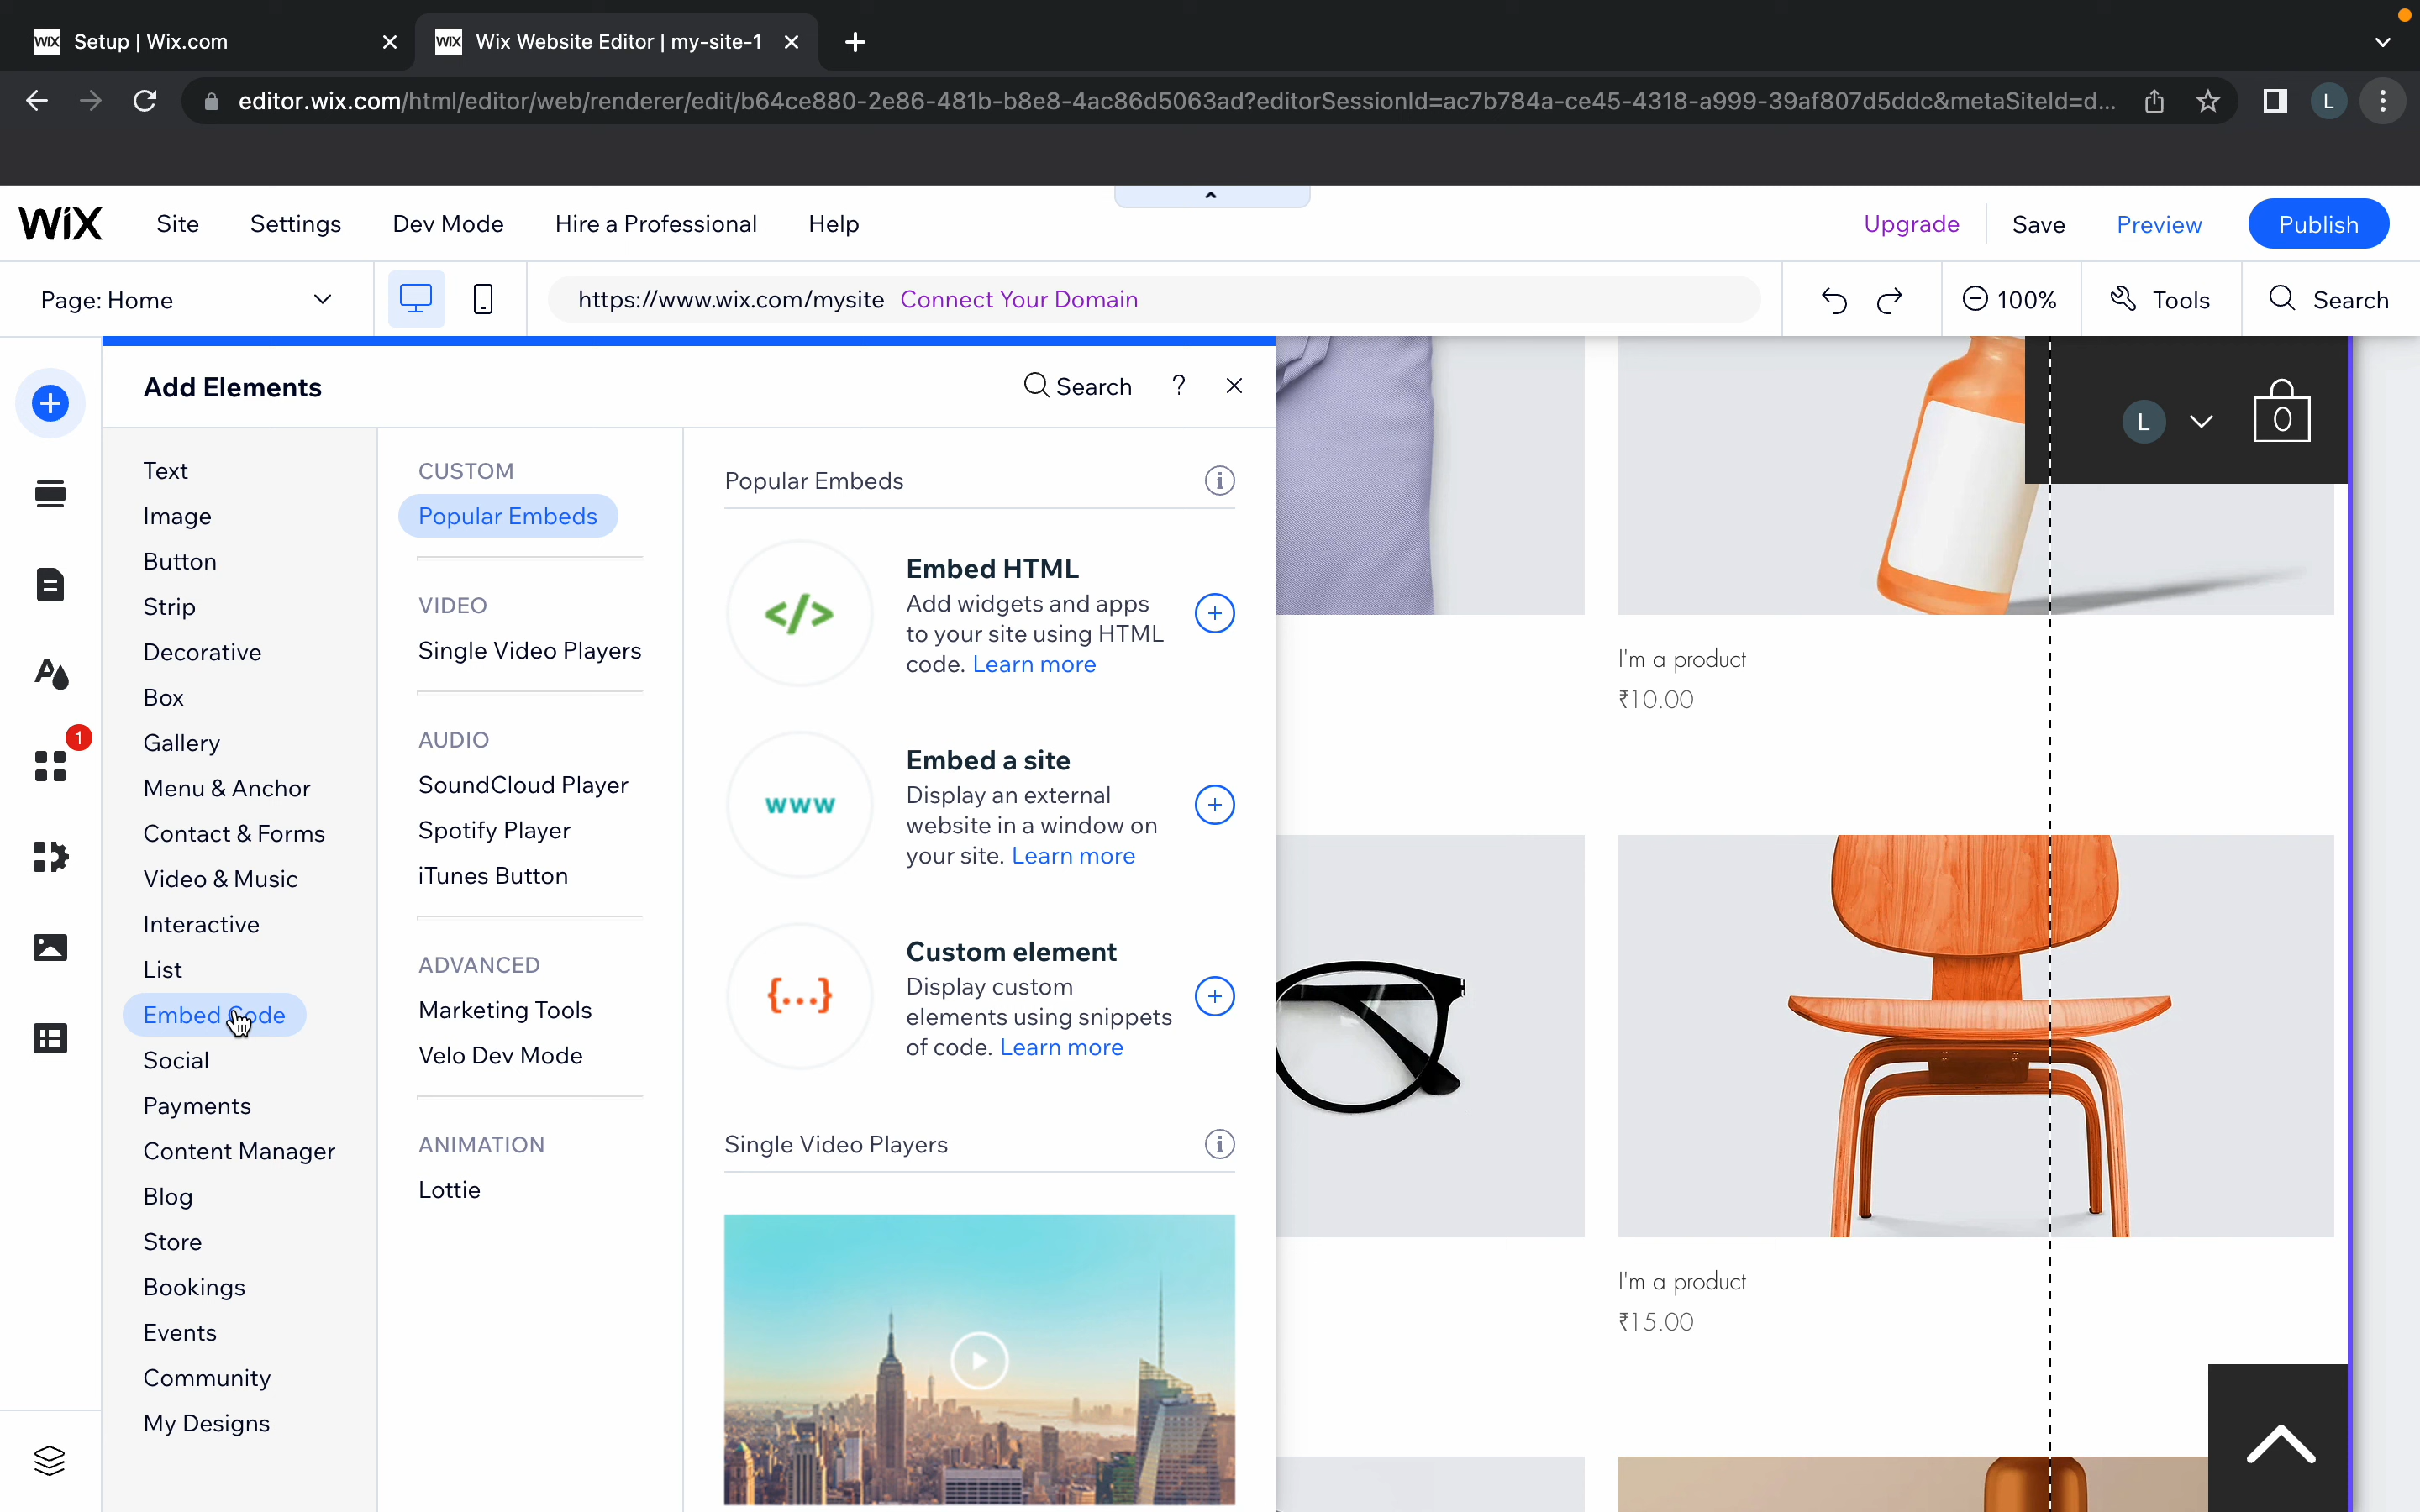 WIX Setup | Wix.com
WIX Wix Website Editor | my-site-1
editor.wix.com/html/editor/web/renderer/edit/b64ce880-2e86-481b-b8e8-4ac86d5063ad?editorSessionId=ac7b784a-ce45-4318-a999-39af807d5ddc&metaSiteId=d...
L
WiX Site Settings Dev Mode Hire a Professional Help Upgrade Save Preview Publish
Page: Home https://www.wix.com/mysite Connect Your Domain 100% Tools Search
Add Elements Search ?
L 0
1
Text
Image
Button
Strip
Decorative
Box
Gallery
Menu & Anchor
Contact & Forms
Video & Music
Interactive
List
Embed Code
Social
Payments
Content Manager
Blog
Store
Bookings
Events
Community
My Designs
CUSTOM
Popular Embeds
VIDEO
Single Video Players
AUDIO
SoundCloud Player
Spotify Player
iTunes Button
ADVANCED
Marketing Tools
Velo Dev Mode
ANIMATION
Lottie
Popular Embeds
</>
Embed HTML
Add widgets and apps
to your site using HTML
code. Learn more
www
Embed a site
Display an external
website in a window on
your site. Learn more
{...}
Custom element
Display custom
elements using snippets
of code. Learn more
Single Video Players
I'm a product
₹10.00
I'm a product
₹15.00